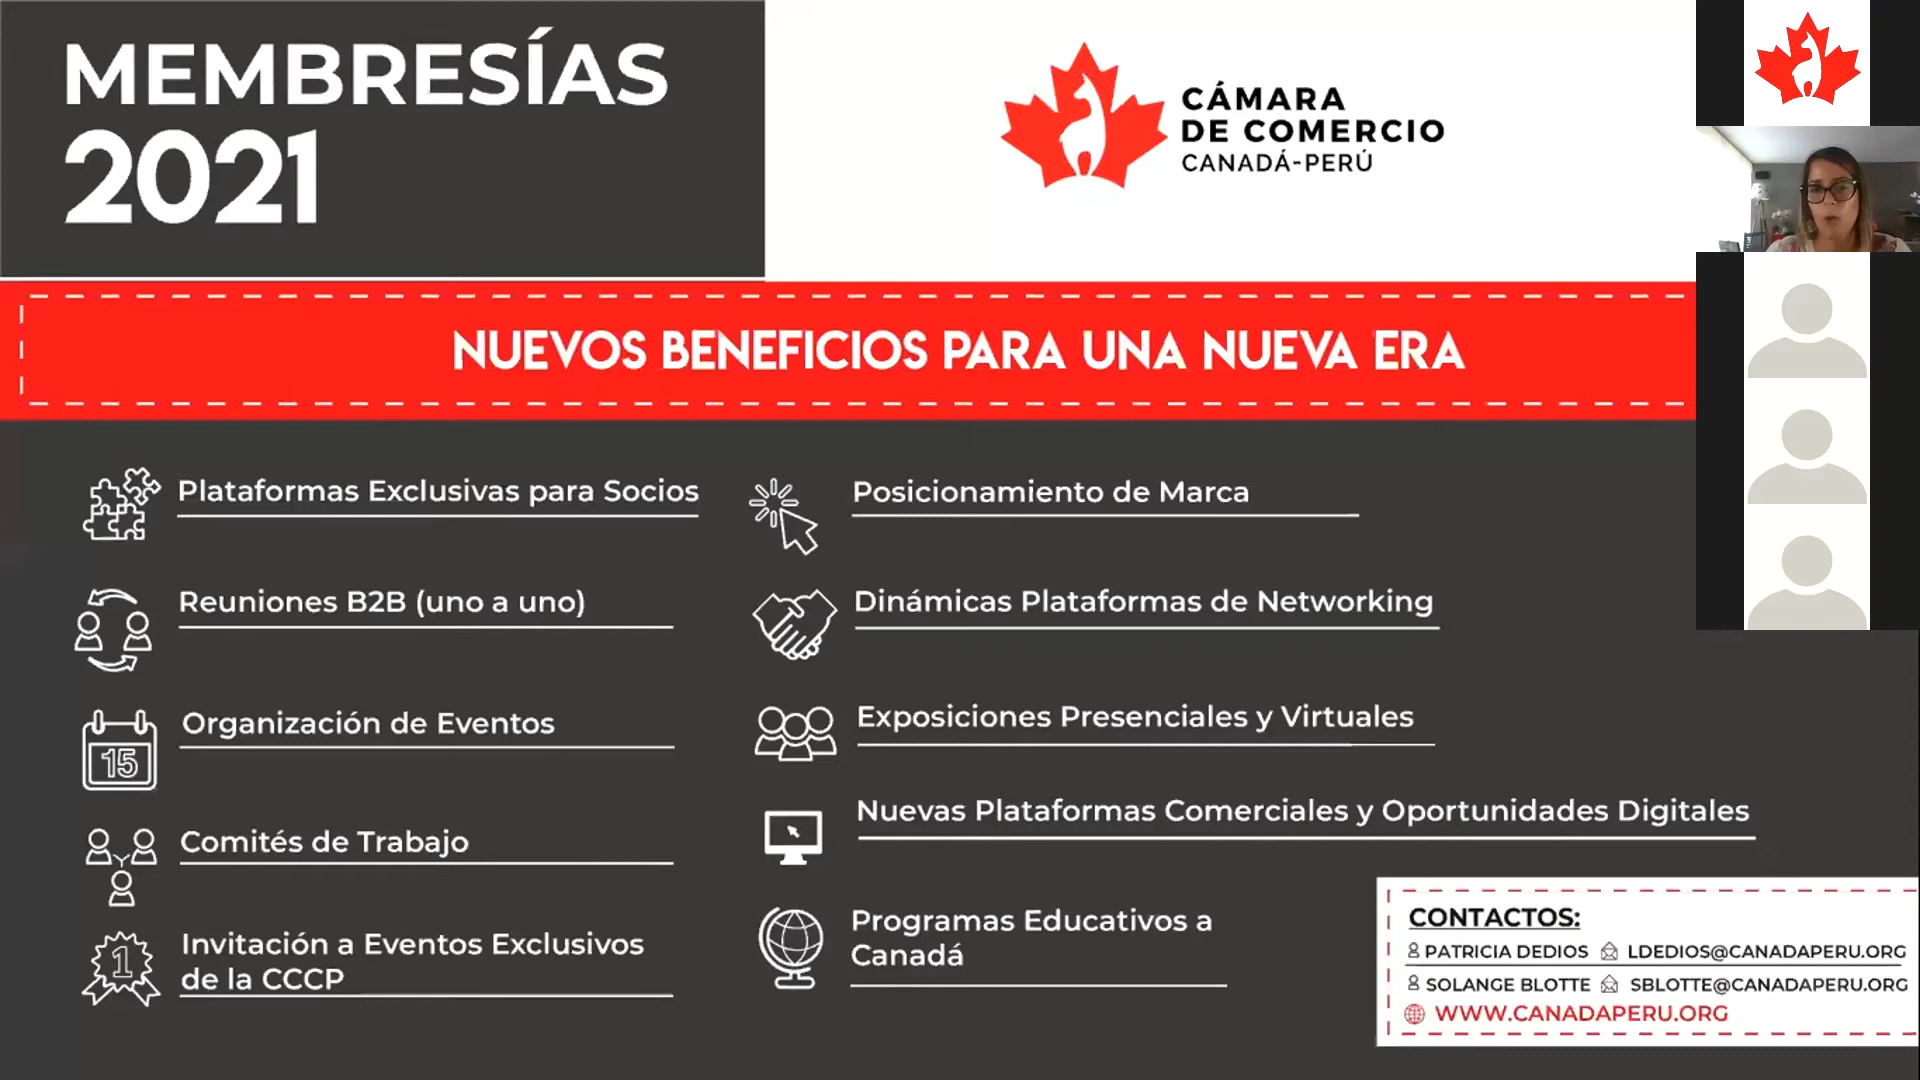 MEMBRESÍAS
2021
CÁMARA
DE COMERCIO
CANADÁ-PERÚ
NUEVOS BENEFICIOS PARA UNA NUEVA ERA
Plataformas Exclusivas para Socios
Reuniones B2B (uno a uno)
15
Organización de Eventos
Comités de Trabajo
1
Invitación a Eventos Exclusivos
de la CCCP
Posicionamiento de Marca
Dinámicas Plataformas de Networking
Exposiciones Presenciales y Virtuales
Nuevas Plataformas Comerciales y Oportunidades Digitales
Programas Educativos a
Canadá
CONTACTOS:
PATRICIA DEDIOS LDEDIOS@CANADAPERU.ORG
SOLANGE BLOTTE SBLOTTE@CANADAPERU.ORG
WWW.CANADAPERU.ORG